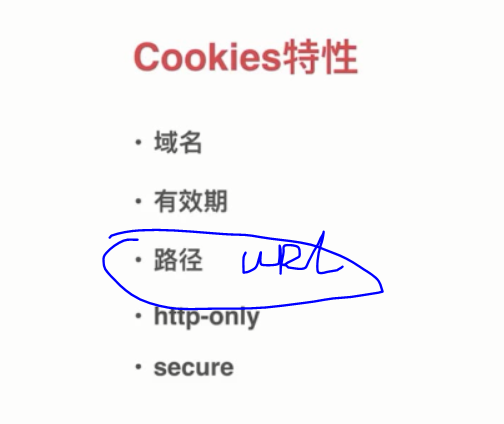 Cookies特性
• 域名
• 有效期
• 路径 URL
• http-only
• secure